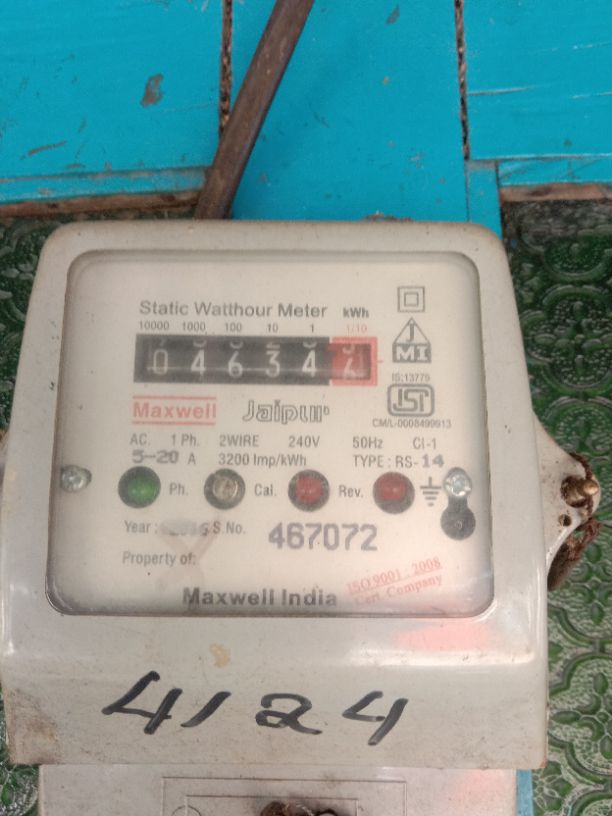 Static Watthour Meter kWh
10000 1000 100 10 1 1/10
0 4 6 3 4
JMI
IS:13779
Maxwell Jaipur
ISI
CM/L-0008499913
AC. 1 Ph. 2WIRE 240V 50Hz Cl-1
5-20 A 3200 Imp/kWh TYPE : RS-14
Ph. Cal. Rev.
Year : S.No. 467072
Property of:
Maxwell India
ISO 9001 : 2008
Cert. Company
4124